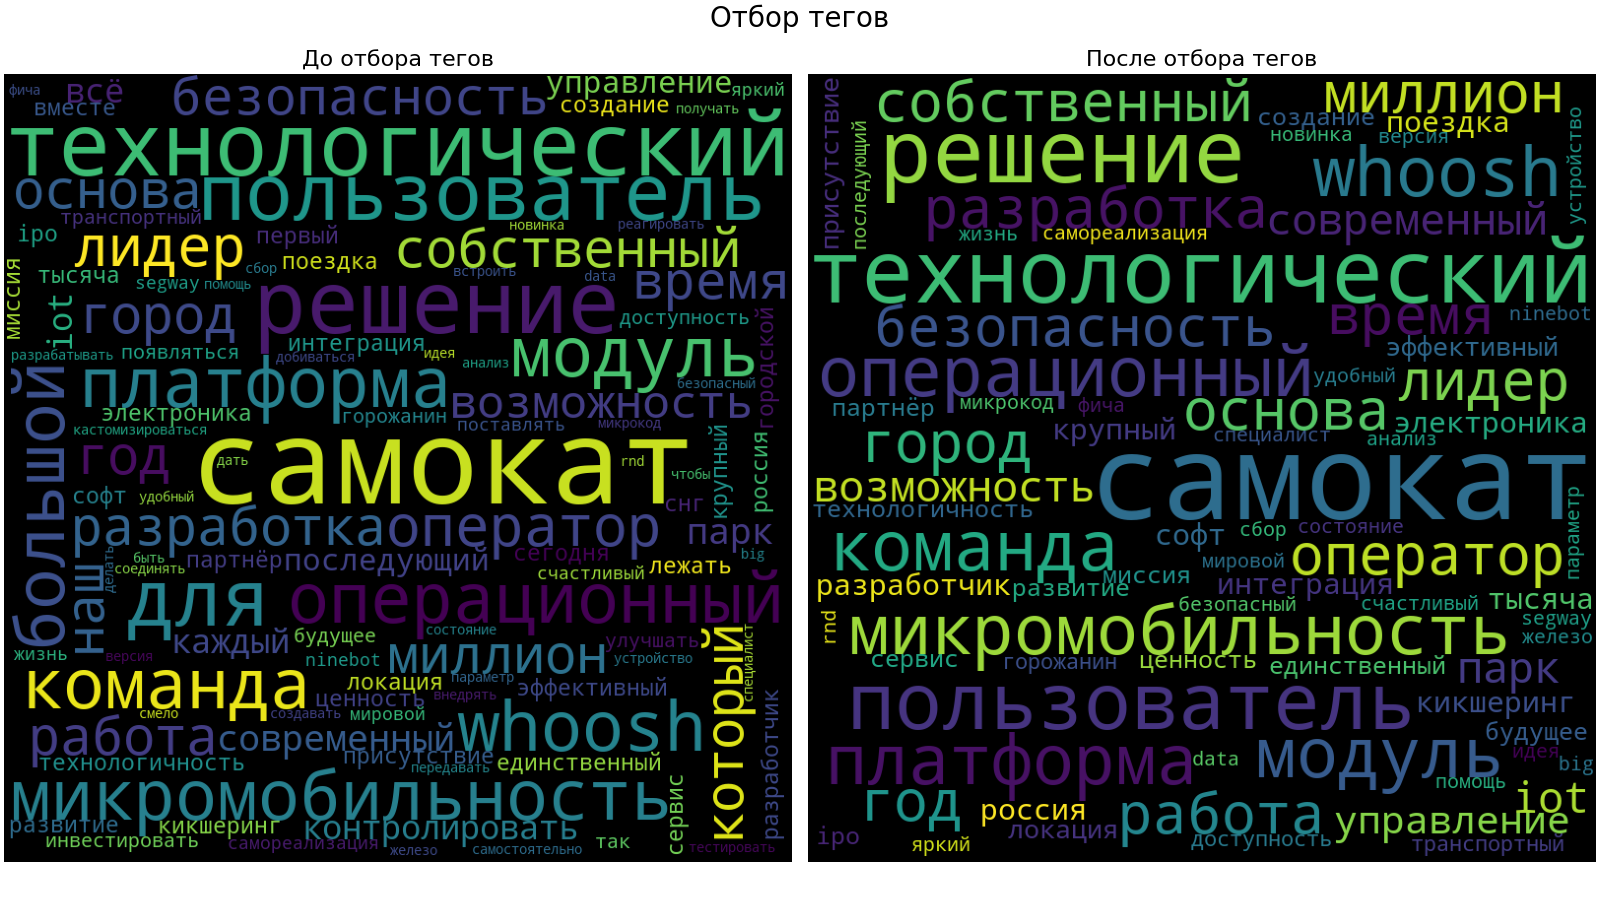 Отбор тегов
До отбора тегов
фича
всё
вместе
безопасность
управление
яркий
создание
получать
технологический
основа
пользователь
транспортный
новинка
реагировать
ipo
лидер
первый
собственный
сбор
поездка
миссия
тысяча
segway
помощь
встроить
data
время
iot
город
решение
доступность
городской
разрабатывать
появляться
интеграция
добиваться
идея
анализ
модуль
безопасный
большой
платформа
электроника
горожанин
возможность
поставлять
микрокод
кастомизироваться
год
дать
самокат
rnd
чтобы
крупный
россия
софт
удобный
снг
разработка
оператор
парк
наш
делать
быть
соединять
партнёр
последующий
сегодня
big
счастливый
лежать
для
операционный
каждый
будущее
состояние
улучшать
который
специалист
жизнь
версия
ninebot
миллион
устройство
команда
локация
параметр
эффективный
ценность
внедрять
смело
создавать
мировой
whoosh
разработчик
работа
современный
присутствие
технологичность
передавать
единственный
микромобильность
сервис
развитие
кикшеринг
контролировать
инвестировать
самореализация
железо
самостоятельно
так
тестировать
После отбора тегов
присутствие
последующий
собственный
миллион
создание
поездка
новинка
версия
устройство
решение
whoosh
разработка
современный
жизнь
самореализация
технологический
безопасность
время
ninebot
эффективный
операционный
удобный
лидер
партнёр
микрокод
фича
основа
электроника
город
крупный
специалист
анализ
возможность
самокат
технологичность
параметр
команда
софт
сбор
состояние
мировой
оператор
разработчик
развитие
миссия
интеграция
rnd
безопасный
счастливый
тысяча
микромобильность
segway
железо
сервис
горожанин
ценность
единственный
парк
пользователь
кикшеринг
платформа
data
модуль
будущее
идея
big
помощь
год
россия
работа
iot
ipo
локация
управление
яркий
доступность
транспортный